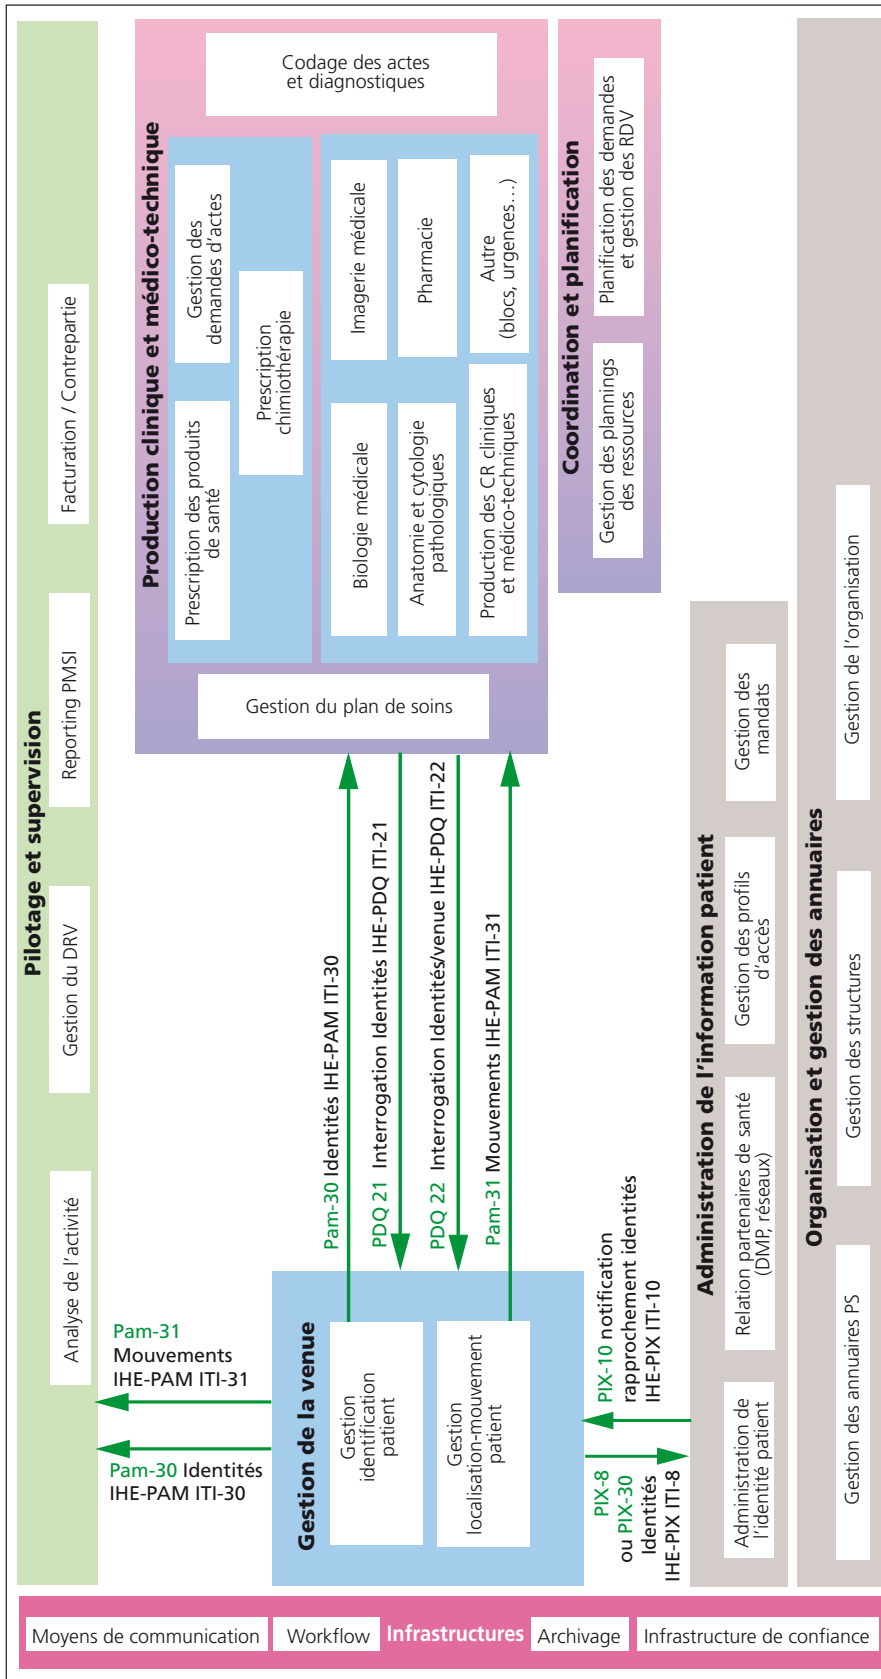 Pilotage et supervision
Analyse de l'activité
Gestion du DRV
Reporting PMSI
Facturation / Contrepartie
Pam-30 Identités
IHE-PAM ITI-30
Pam-31
Mouvements
IHE-PAM ITI-31
Gestion de la venue
Gestion
identification
patient
Gestion
localisation-mouvement
patient
Pam-30 Identités IHE-PAM ITI-30
PDQ 21 Interrogation Identités IHE-PDQ ITI-21
PDQ 22 Interrogation Identités/venue IHE-PDQ ITI-22
Pam-31 Mouvements IHE-PAM ITI-31
Production clinique et médico-technique
Gestion du plan de soins
Prescription des produits
de santé
Gestion des
demandes d'actes
Prescription
chimiothérapie
Biologie médicale
Imagerie médicale
Anatomie et cytologie
pathologiques
Pharmacie
Production des CR cliniques
et médico-techniques
Autre
(blocs, urgences…)
Codage des actes
et diagnostiques
Coordination et planification
Gestion des plannings
des ressources
Planification des demandes
et gestion des RDV
PIX-8
ou PIX-30
Identités
IHE-PIX ITI-8
PIX-10 notification
rapprochement identités
IHE-PIX ITI-10
Administration de l'information patient
Administration de
l'identité patient
Relation partenaires de santé
(DMP, réseaux)
Gestion des profils
d'accès
Gestion des
mandats
Organisation et gestion des annuaires
Gestion des annuaires PS
Gestion des structures
Gestion de l'organisation
Moyens de communication
Workflow
Infrastructures
Archivage
Infrastructure de confiance